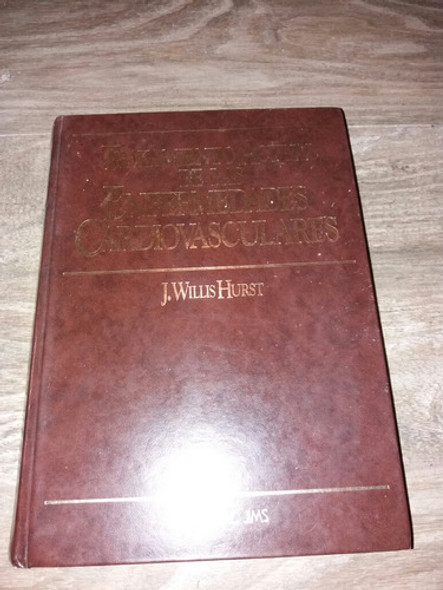 TRATAMIENTO ACTUAL
DE LAS
ENFERMEDADES
CARDIOVASCULARES
J. WILLIS HURST